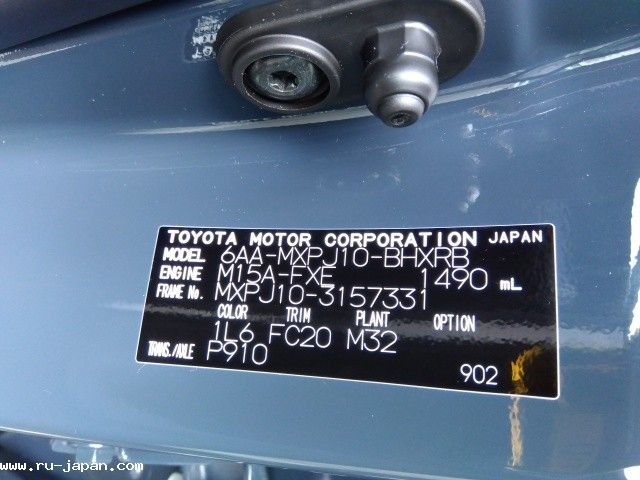 TOYOTA MOTOR CORPORATION JAPAN
MODEL 6AA-MXPJ10-BHXRB
ENGINE M15A-FXE 1490 mL
FRAME No. MXPJ10-3157331
COLOR TRIM PLANT OPTION
1L6 FC20 M32
TRANS./AXLE P910
902
www.ru-japan.com